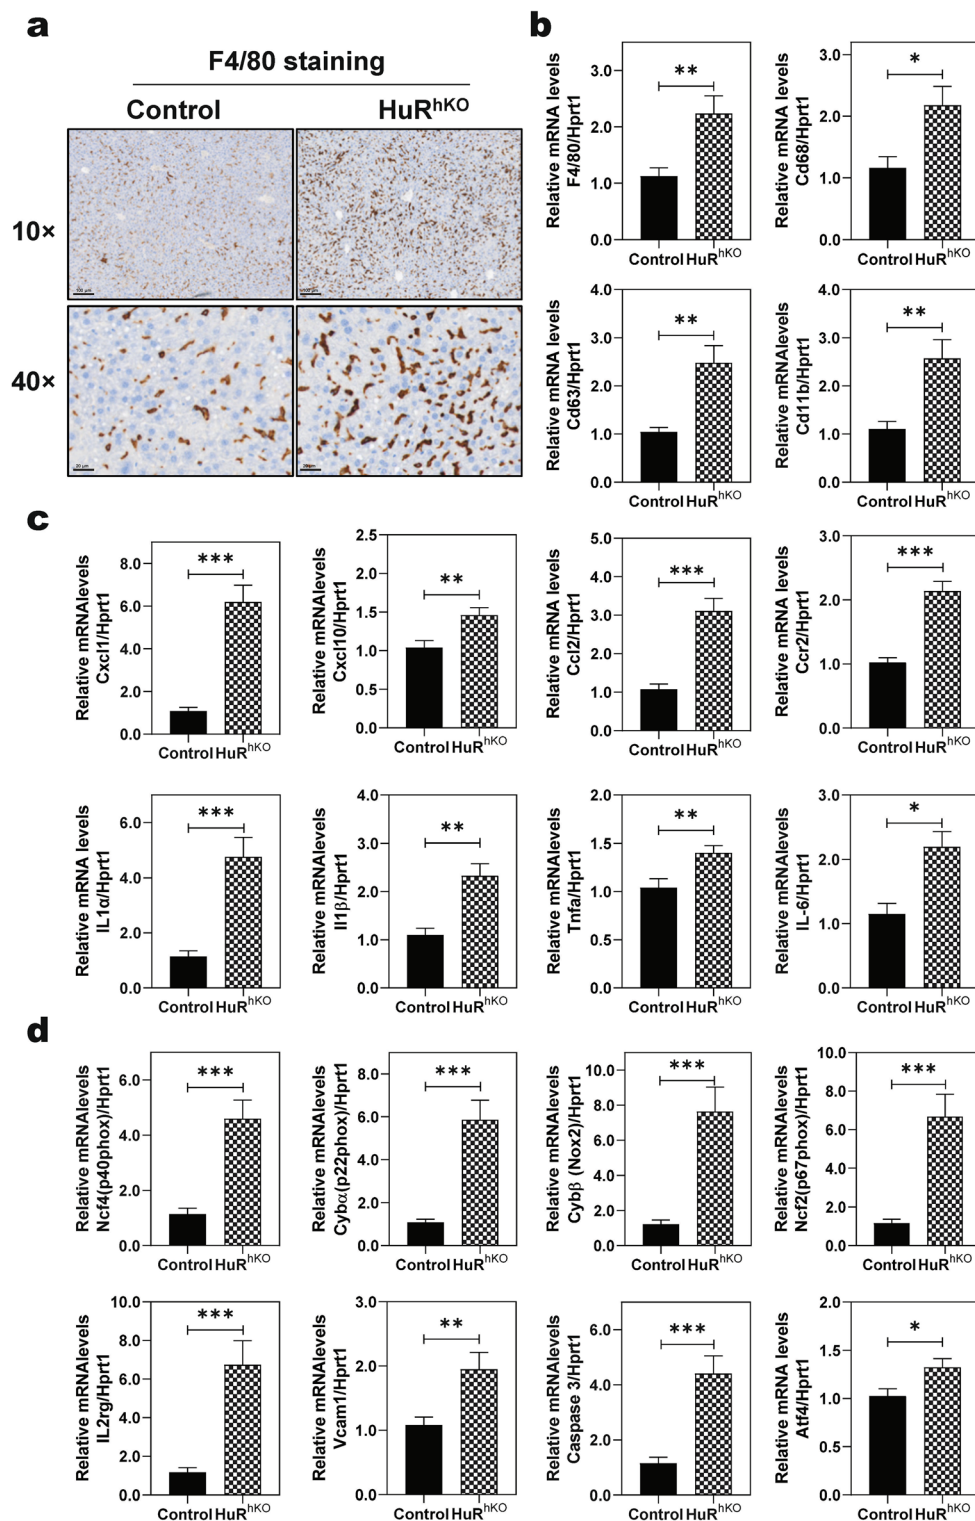 a
F4/80 staining
Control HuR^hKO
10×
100 µm
40×
20 µm
b
Relative mRNA levels
F4/80/Hprt1
3.0
2.0
1.0
0.0
**
Control HuR^hKO
Relative mRNA levels
Cd68/Hprt1
3.0
2.0
1.0
0.0
*
Control HuR^hKO
Relative mRNA levels
Cd63/Hprt1
4.0
3.0
2.0
1.0
0.0
**
Control HuR^hKO
Relative mRNAlevels
Cd11b/Hprt1
4.0
3.0
2.0
1.0
0.0
**
Control HuR^hKO
c
Relative mRNAlevels
Cxcl1/Hprt1
8.0
6.0
4.0
2.0
0.0
***
Control HuR^hKO
Relative mRNAlevels
Cxcl10/Hprt1
2.5
2.0
1.5
1.0
0.5
0.0
**
Control HuR^hKO
Relative mRNA levels
Ccl2/Hprt1
5.0
4.0
3.0
2.0
1.0
0.0
***
Control HuR^hKO
Relative mRNA levels
Ccr2/Hprt1
3.0
2.0
1.0
0.0
***
Control HuR^hKO
Relative mRNA levels
IL1α/Hprt1
6.0
4.0
2.0
0.0
***
Control HuR^hKO
Relative mRNAlevels
Il1β/Hprt1
4.0
3.0
2.0
1.0
0.0
**
Control HuR^hKO
Relative mRNAlevels
Tnfa/Hprt1
2.0
1.5
1.0
0.5
0.0
**
Control HuR^hKO
Relative mRNAlevels
IL-6/Hprt1
3.0
2.0
1.0
0.0
*
Control HuR^hKO
d
Relative mRNAlevels
Ncf4(p40phox)/Hprt1
6.0
4.0
2.0
0.0
***
Control HuR^hKO
Relative mRNAlevels
Cybα(p22phox)/Hprt1
8.0
6.0
4.0
2.0
0.0
***
Control HuR^hKO
Relative mRNAlevels
Cybβ (Nox2)/Hprt1
10.0
8.0
6.0
4.0
2.0
0.0
***
Control HuR^hKO
Relative mRNAlevels
Ncf2(p67phox)/Hprt1
10.0
8.0
6.0
4.0
2.0
0.0
***
Control HuR^hKO
Relative mRNAlevels
IL2rg/Hprt1
10.0
8.0
6.0
4.0
2.0
0.0
***
Control HuR^hKO
Relative mRNAlevels
Vcam1/Hprt1
3.0
2.0
1.0
0.0
**
Control HuR^hKO
Relative mRNAlevels
Caspase 3/Hprt1
6.0
4.0
2.0
0.0
***
Control HuR^hKO
Relative mRNA levels
Atf4/Hprt1
2.0
1.5
1.0
0.5
0.0
*
Control HuR^hKO